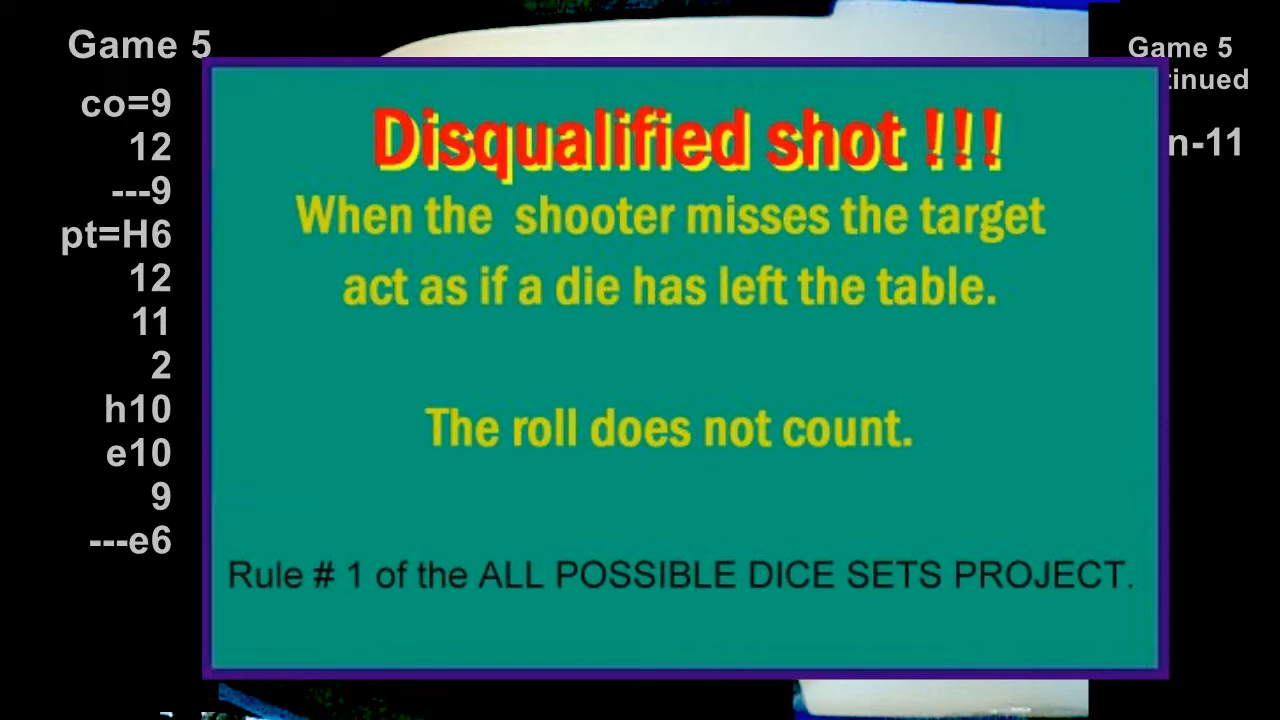 Game 5
co=9
12
---9
pt=H6
12
11
2
h10
e10
9
---e6
Disqualified shot !!!
When the shooter misses the target
act as if a die has left the table.
The roll does not count.
Rule # 1 of the ALL POSSIBLE DICE SETS PROJECT.
Game 5
tinued
n-11